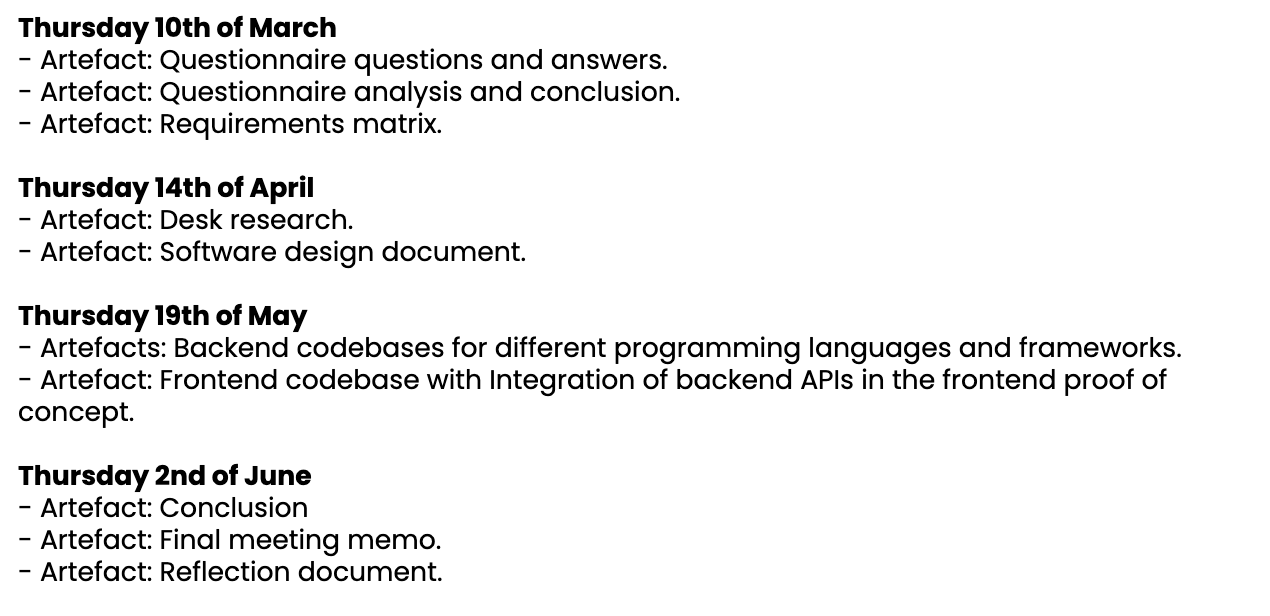 Thursday 10th of March
- Artefact: Questionnaire questions and answers.
- Artefact: Questionnaire analysis and conclusion.
- Artefact: Requirements matrix.
Thursday 14th of April
- Artefact: Desk research.
- Artefact: Software design document.
Thursday 19th of May
- Artefacts: Backend codebases for different programming languages and frameworks.
- Artefact: Frontend codebase with Integration of backend APIs in the frontend proof of
concept.
Thursday 2nd of June
- Artefact: Conclusion
- Artefact: Final meeting memo.
- Artefact: Reflection document.